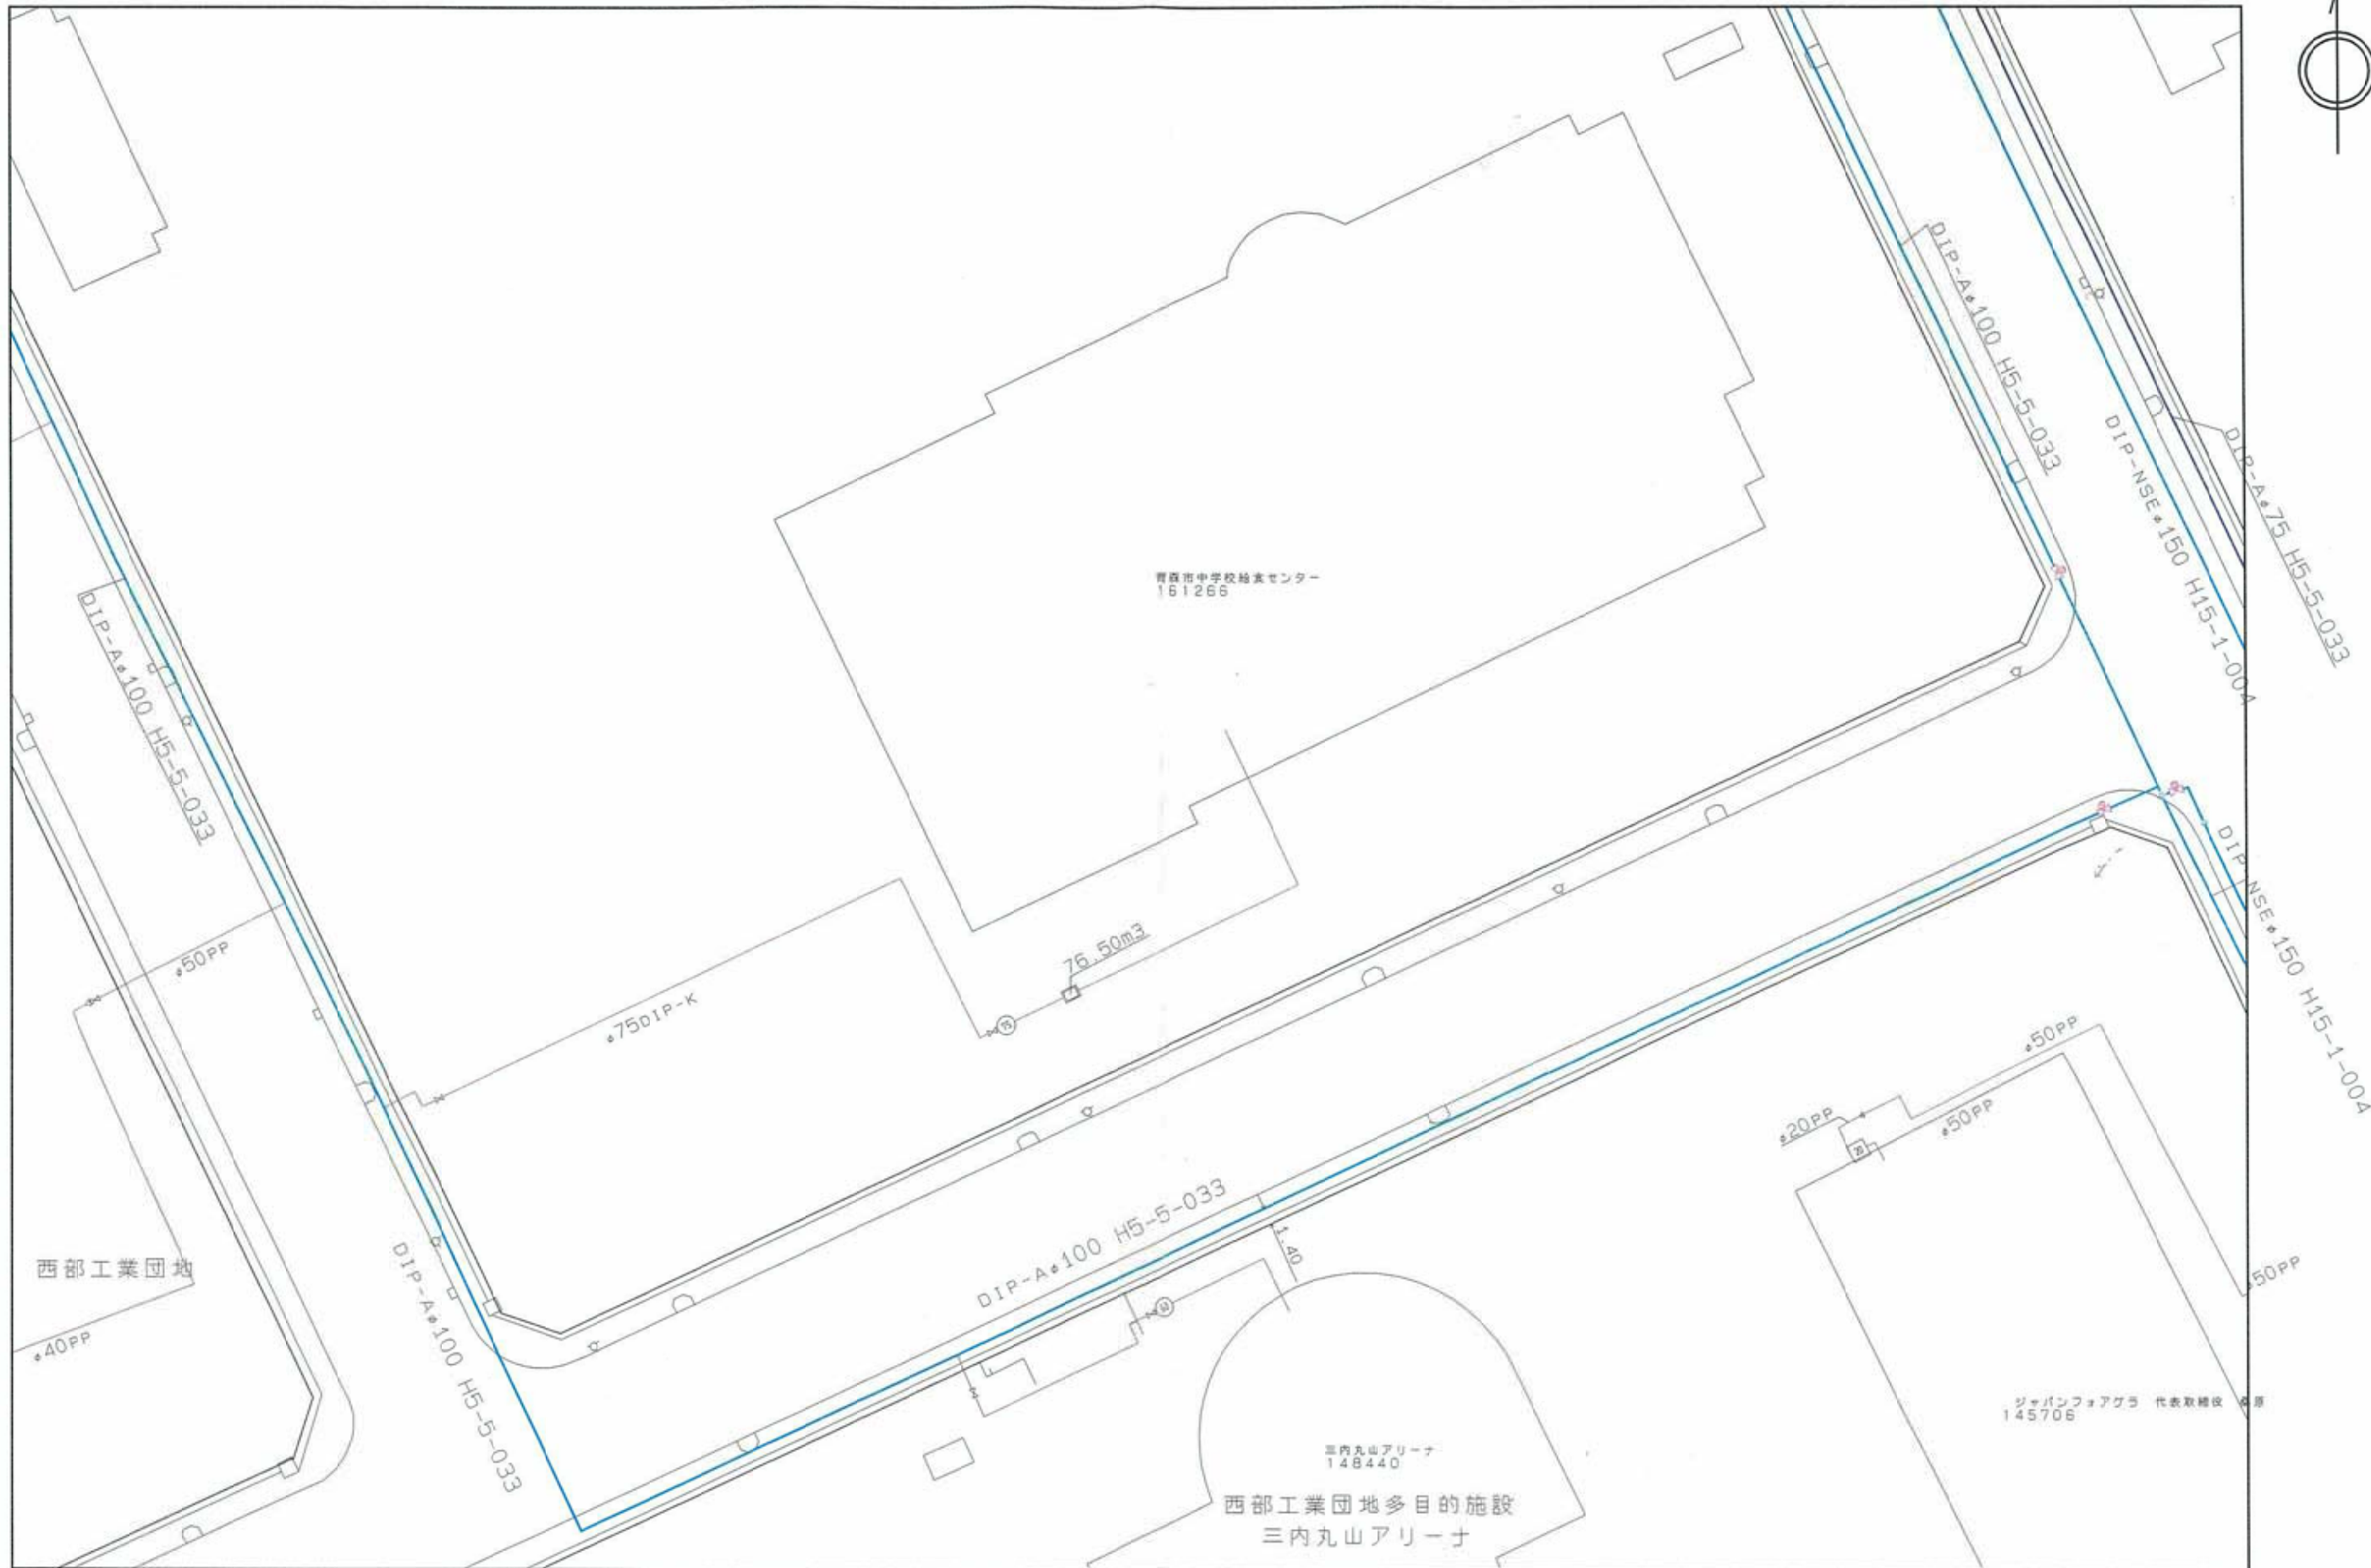 DIP-Aφ100 H5-5-033
DIP-NSEφ150 H15-1-004
DIP-Aφ75 H5-5-033
青森市中学校給食センター
161266
DIP-Aφ100 H5-5-033
φ50PP
76.50m3
75
φ75DIP-K
DIP NSEφ150 H15-1-004
φ50PP
φ20PP
φ50PP
DIP-Aφ100 H5-5-033
1.40
西部工業団地
DIP-Aφ100 H5-5-033
φ50PP
φ40PP
ジャパンフォアグラ 代表取締役 桑原
145706
三内丸山アリーナ
148440
西部工業団地多目的施設
三内丸山アリーナ